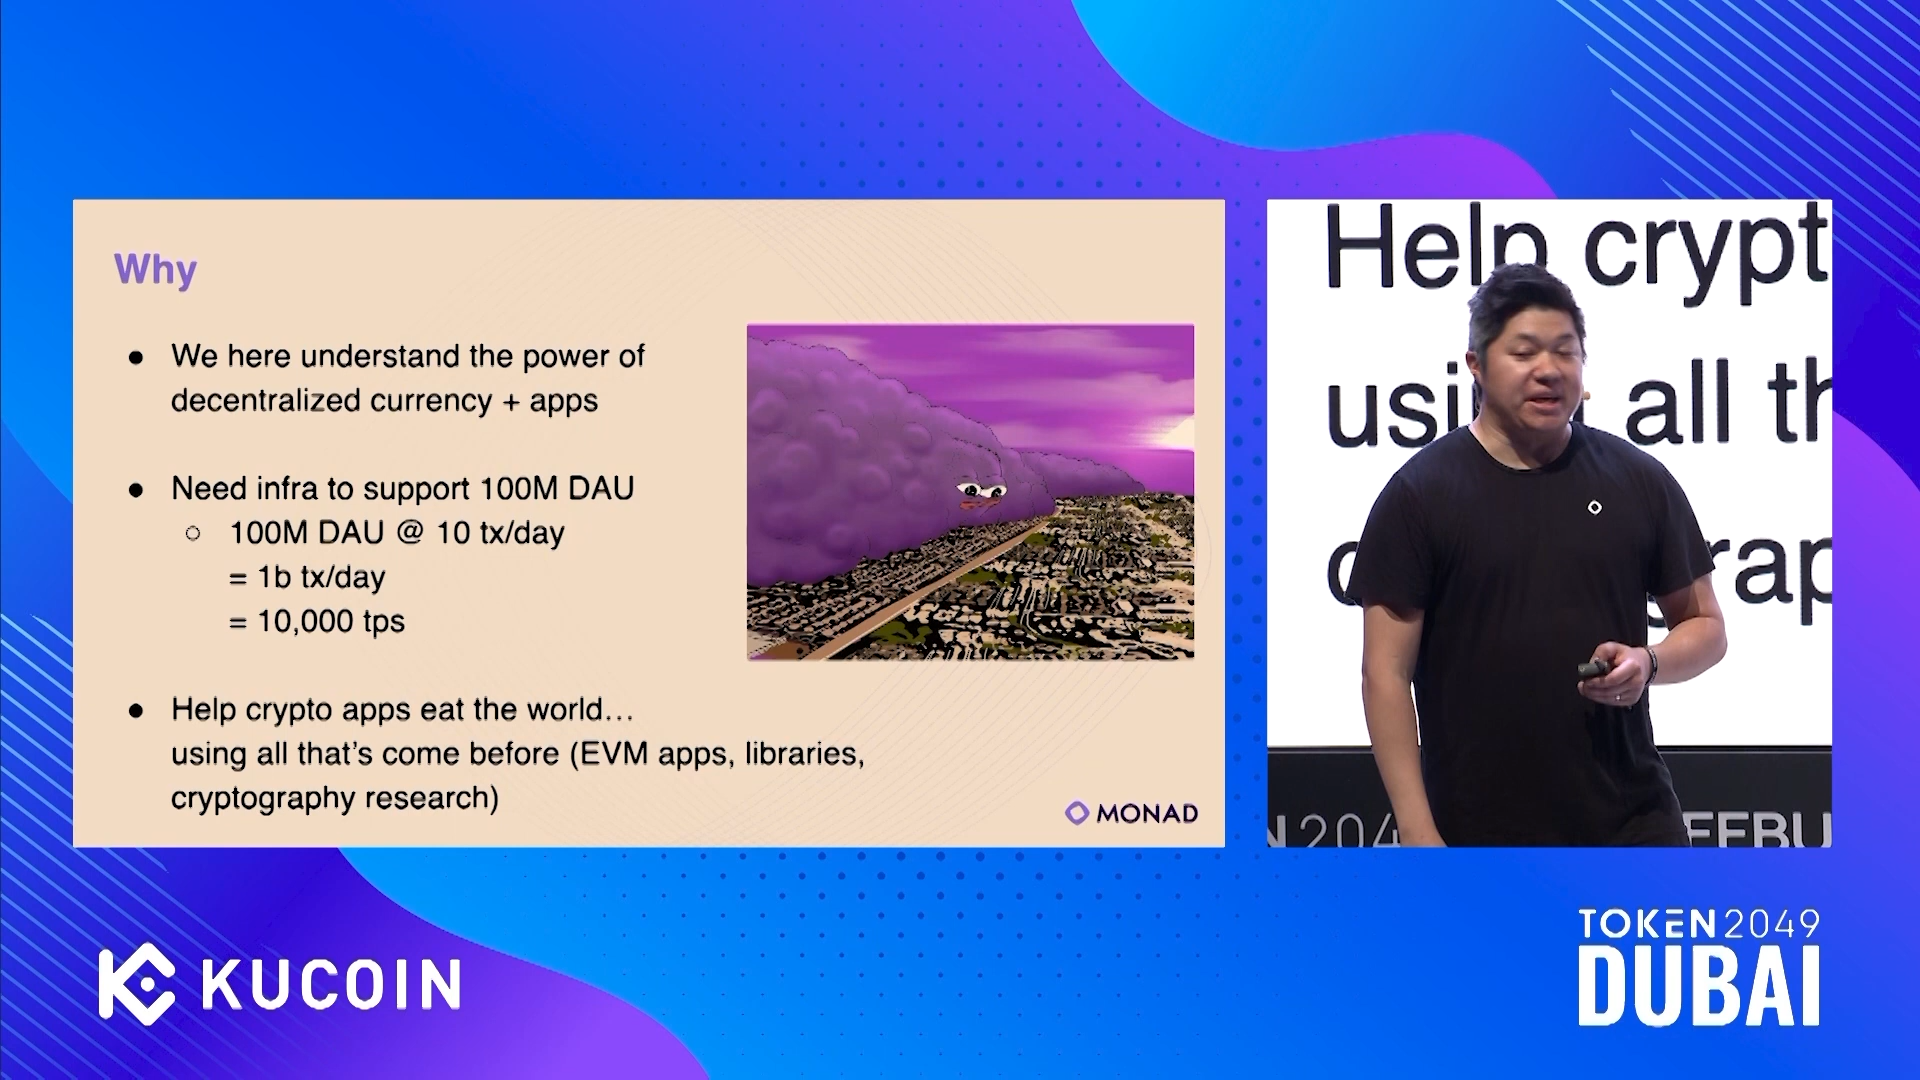 Why
● We here understand the power of
decentralized currency + apps
● Need infra to support 100M DAU
○ 100M DAU @ 10 tx/day
= 1b tx/day
= 10,000 tps
● Help crypto apps eat the world…
using all that's come before (EVM apps, libraries,
cryptography research)
MONAD
Help crypt
all th
rap
N 204
EEBU
KUCOIN
TOKEN2049
DUBAI